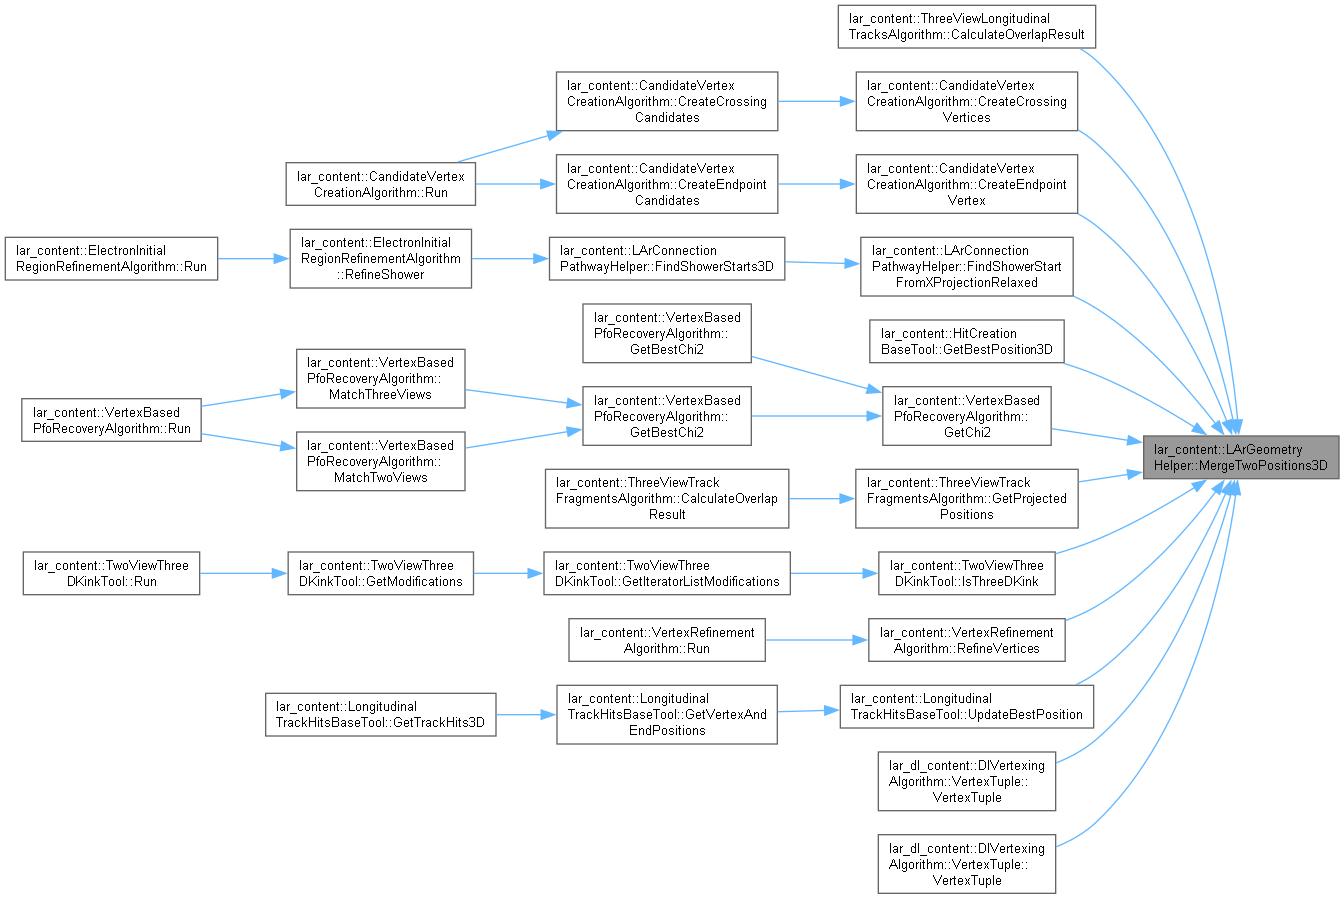 lar_content::ThreeViewLongitudinal
TracksAlgorithm::CalculateOverlapResult
lar_content::CandidateVertex
CreationAlgorithm::CreateCrossing
Candidates
lar_content::CandidateVertex
CreationAlgorithm::CreateCrossing
Vertices
lar_content::CandidateVertex
CreationAlgorithm::Run
lar_content::CandidateVertex
CreationAlgorithm::CreateEndpoint
Candidates
lar_content::CandidateVertex
CreationAlgorithm::CreateEndpoint
Vertex
lar_content::ElectronInitial
RegionRefinementAlgorithm::Run
lar_content::ElectronInitial
RegionRefinementAlgorithm
::RefineShower
lar_content::LArConnection
PathwayHelper::FindShowerStarts3D
lar_content::LArConnection
PathwayHelper::FindShowerStart
FromXProjectionRelaxed
lar_content::VertexBased
PfoRecoveryAlgorithm::
GetBestChi2
lar_content::HitCreation
BaseTool::GetBestPosition3D
lar_content::VertexBased
PfoRecoveryAlgorithm::
MatchThreeViews
lar_content::VertexBased
PfoRecoveryAlgorithm::Run
lar_content::VertexBased
PfoRecoveryAlgorithm::
GetBestChi2
lar_content::VertexBased
PfoRecoveryAlgorithm::
GetChi2
lar_content::VertexBased
PfoRecoveryAlgorithm::
MatchTwoViews
lar_content::LArGeometry
Helper::MergeTwoPositions3D
lar_content::ThreeViewTrack
FragmentsAlgorithm::CalculateOverlap
Result
lar_content::ThreeViewTrack
FragmentsAlgorithm::GetProjected
Positions
lar_content::TwoViewThree
DKinkTool::Run
lar_content::TwoViewThree
DKinkTool::GetModifications
lar_content::TwoViewThree
DKinkTool::GetIteratorListModifications
lar_content::TwoViewThree
DKinkTool::IsThreeDKink
lar_content::VertexRefinement
Algorithm::Run
lar_content::VertexRefinement
Algorithm::RefineVertices
lar_content::Longitudinal
TrackHitsBaseTool::GetTrackHits3D
lar_content::Longitudinal
TrackHitsBaseTool::GetVertexAnd
EndPositions
lar_content::Longitudinal
TrackHitsBaseTool::UpdateBestPosition
lar_dl_content::DlVertexing
Algorithm::VertexTuple::
VertexTuple
lar_dl_content::DlVertexing
Algorithm::VertexTuple::
VertexTuple